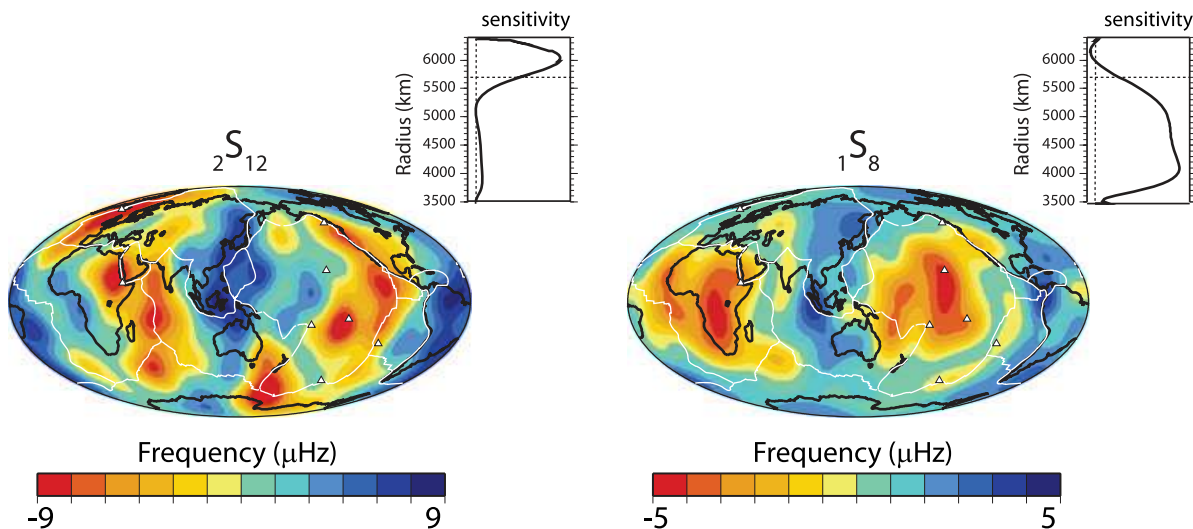 sensitivity
6000
5500
5000
4500
4000
3500
Radius (km)
2S12
Frequency (μHz)
-9 9
sensitivity
6000
5500
5000
4500
4000
3500
Radius (km)
1S8
Frequency (μHz)
-5 5